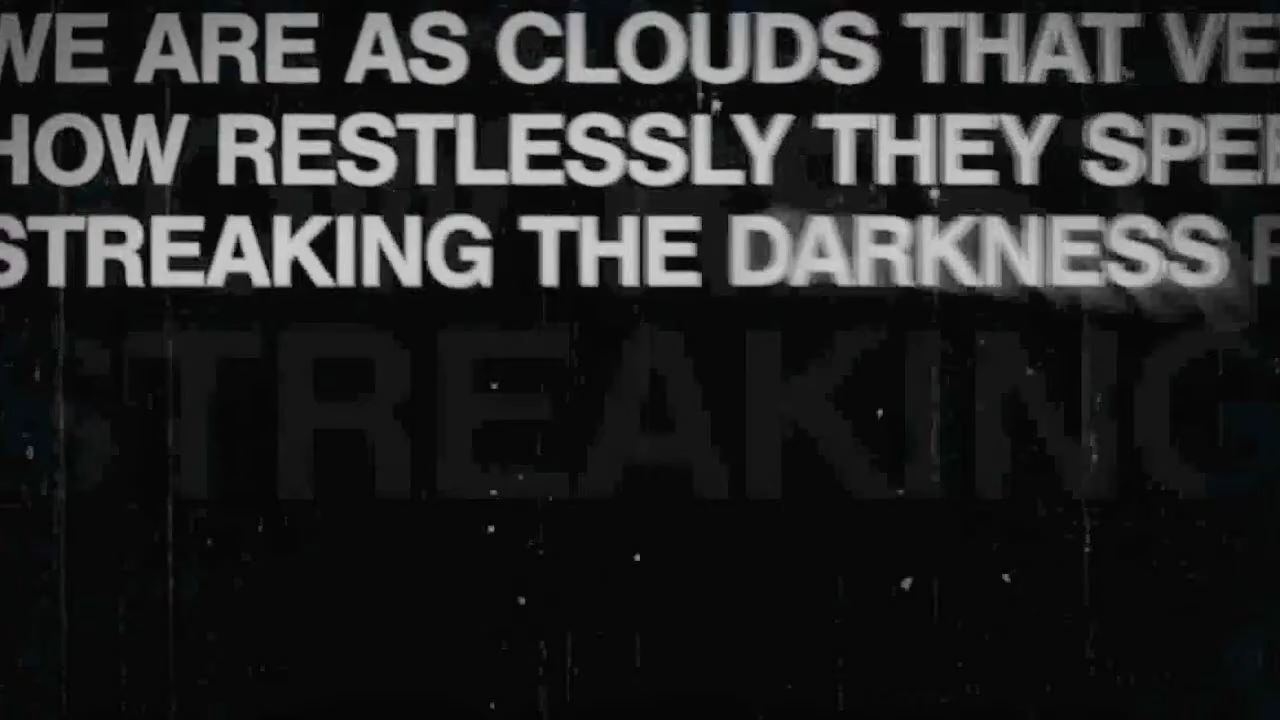 WE ARE AS CLOUDS THAT
HOW RESTLESSLY THEY
STREAKING THE DARKNESS
STREAKING